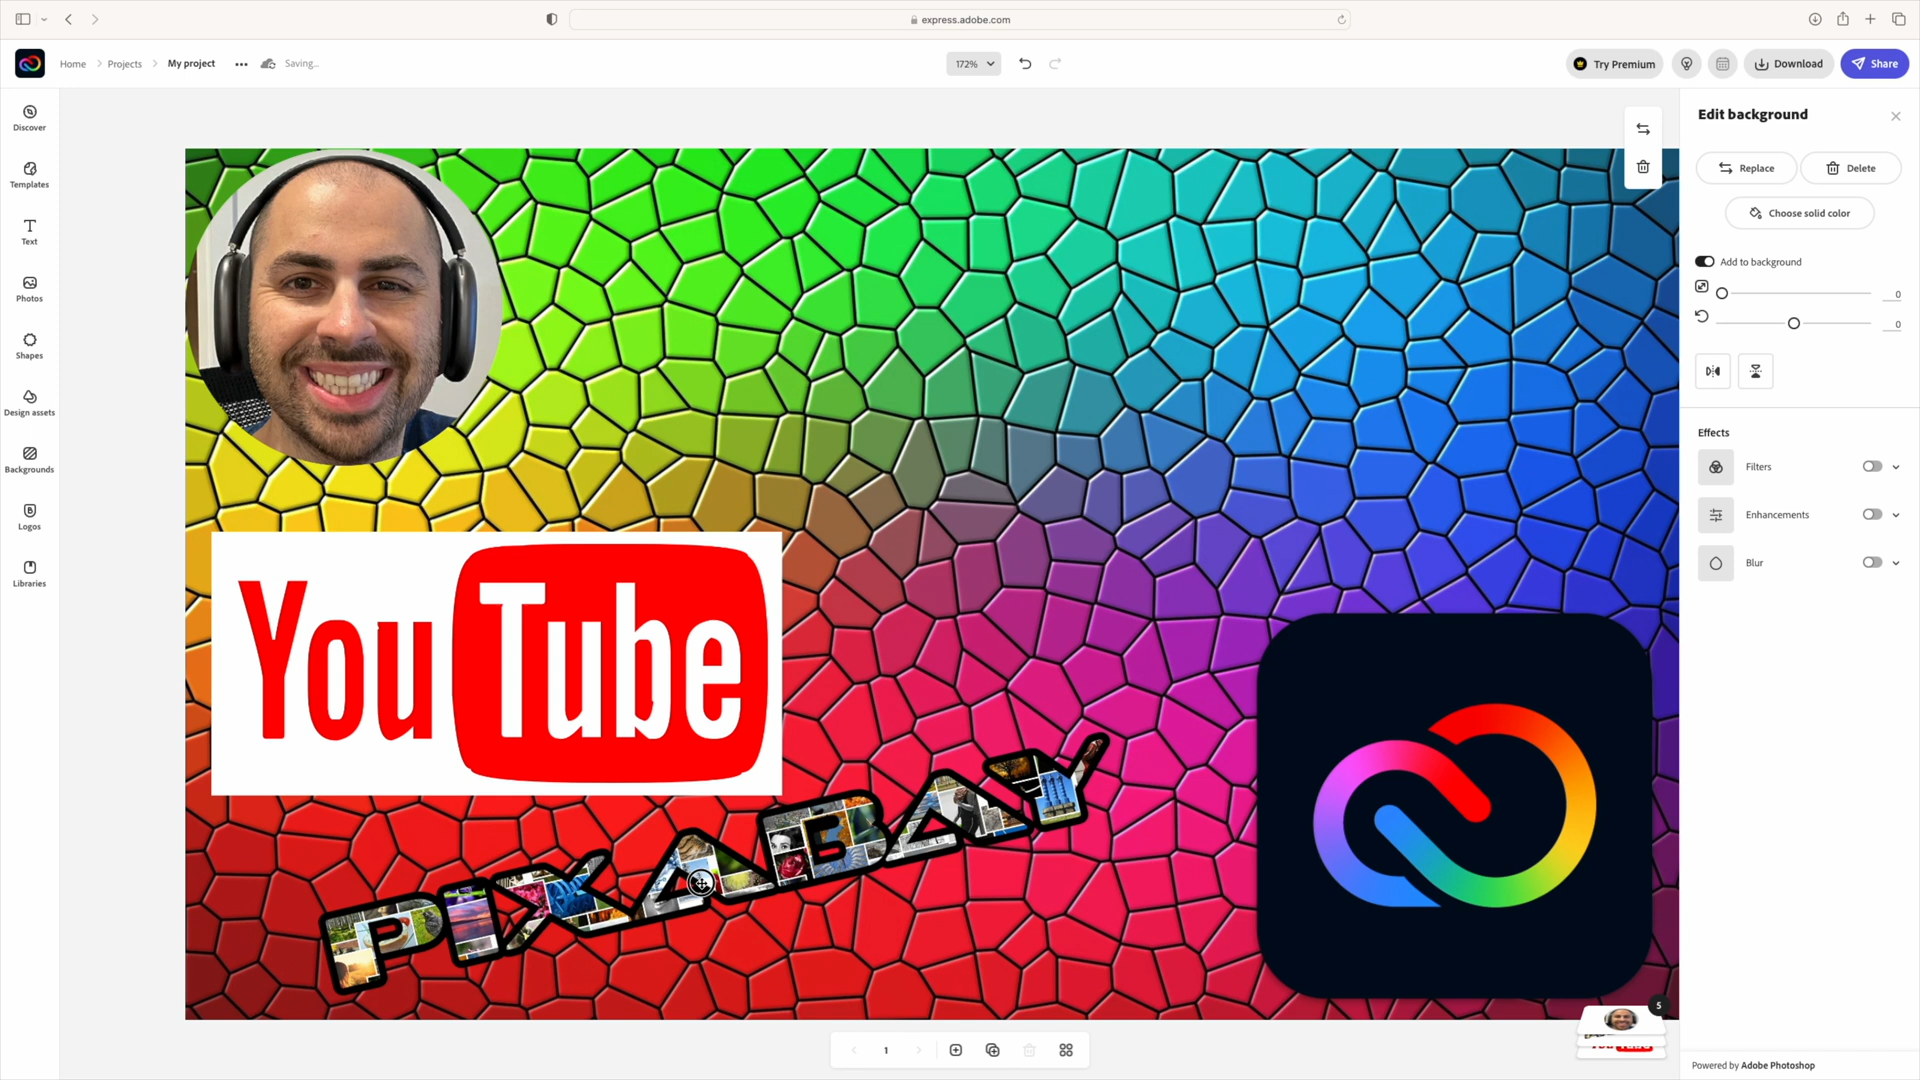 express.adobe.com
Home
Projects
My project
Saving...
172%
Try Premium
Download
Share
Discover
Templates
Text
Photos
Shapes
Design assets
Backgrounds
Logos
Libraries
YouTube
PIXABAY
Edit background
Replace
Delete
Choose solid color
Add to background
0
0
Effects
Filters
Enhancements
Blur
5
1
YouTube
Powered by Adobe Photoshop